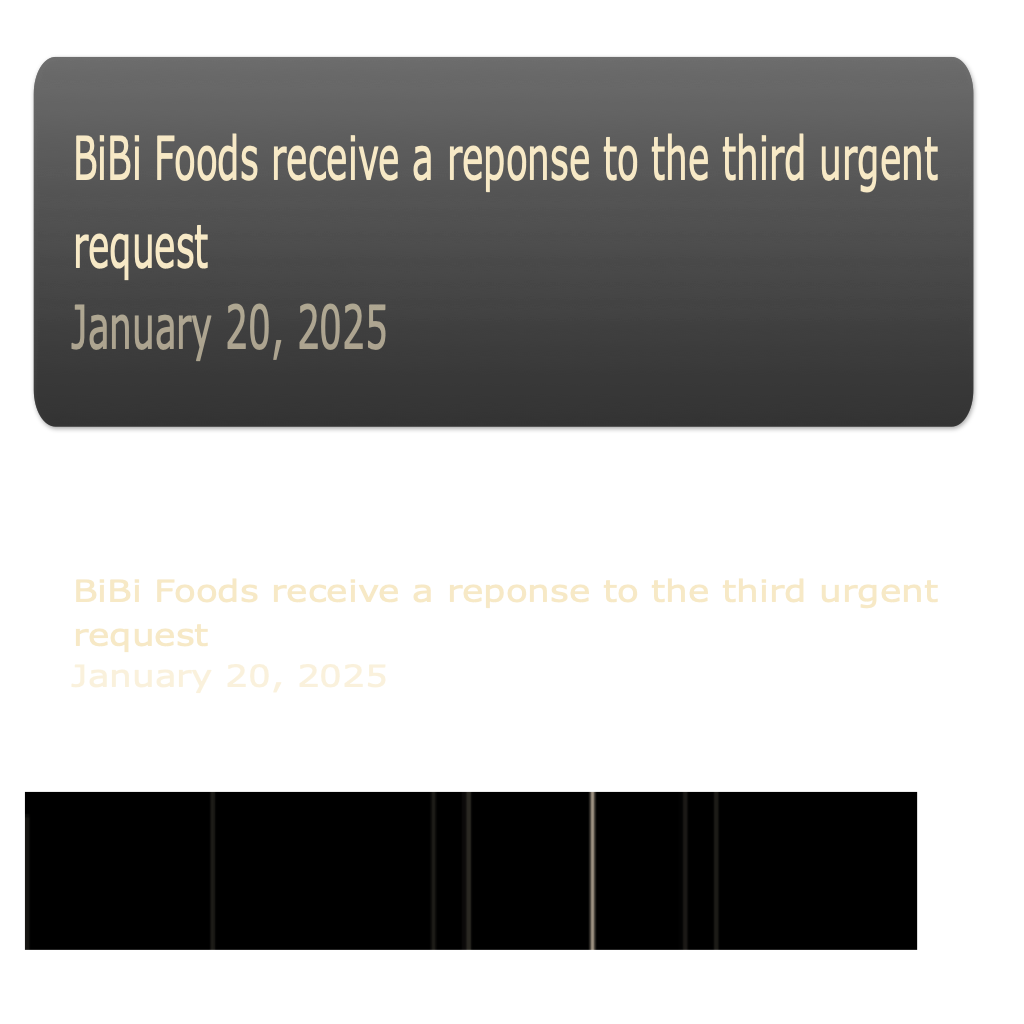 BiBi Foods receive a reponse to the third urgent
request
January 20, 2025
BiBi Foods receive a reponse to the third urgent
request
January 20, 2025